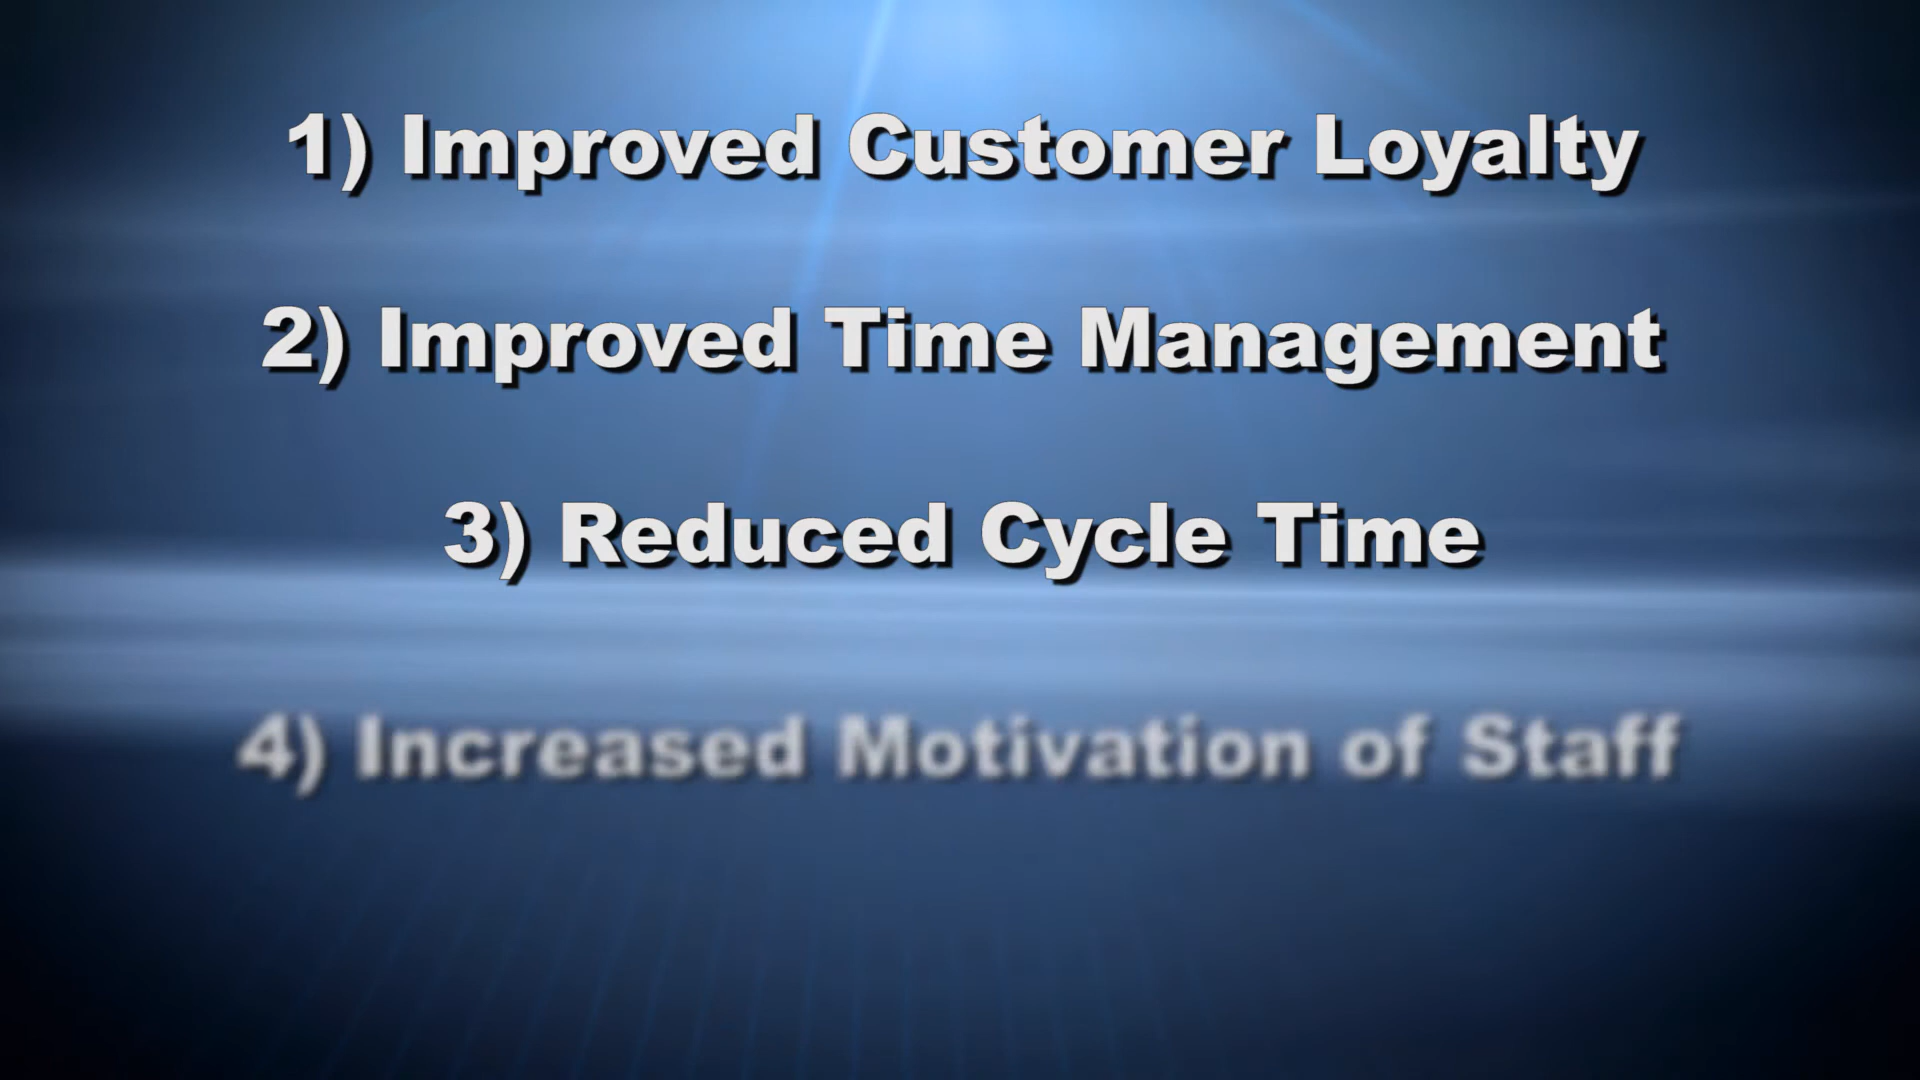 1) Improved Customer Loyalty
2) Improved Time Management
3) Reduced Cycle Time
4) Increased Motivation of Staff